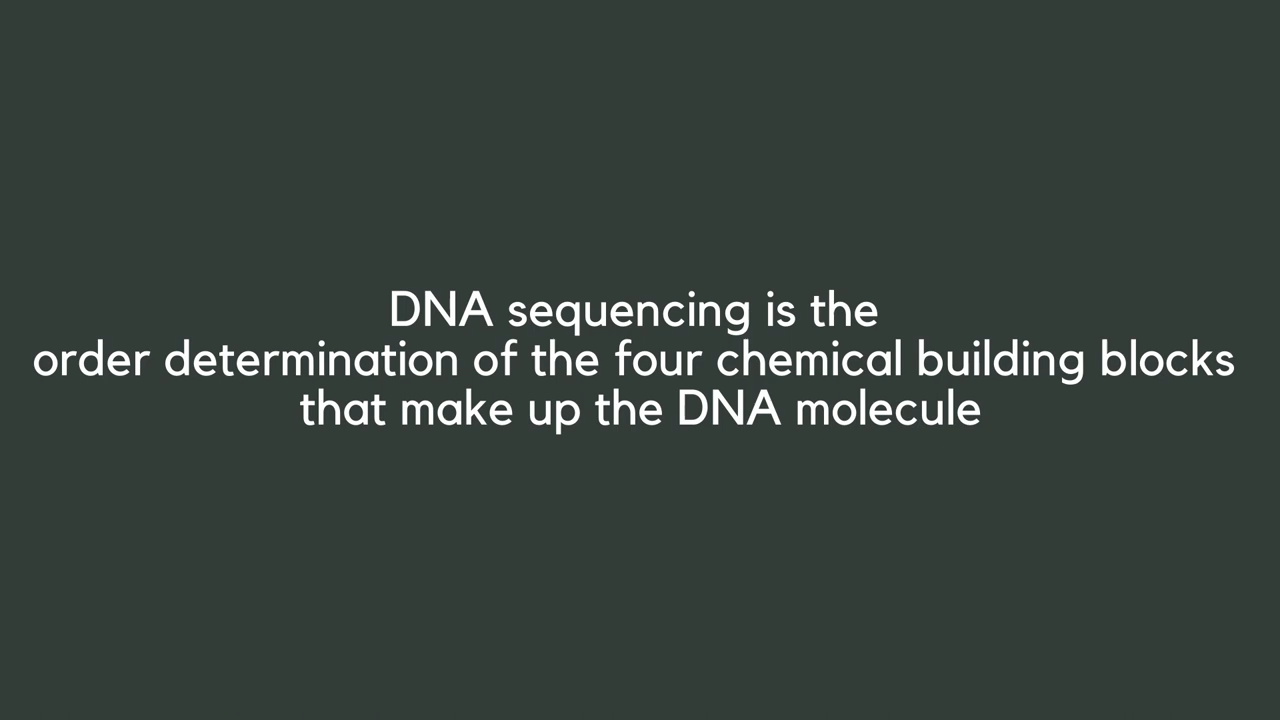 DNA sequencing is the
order determination of the four chemical building blocks
that make up the DNA molecule